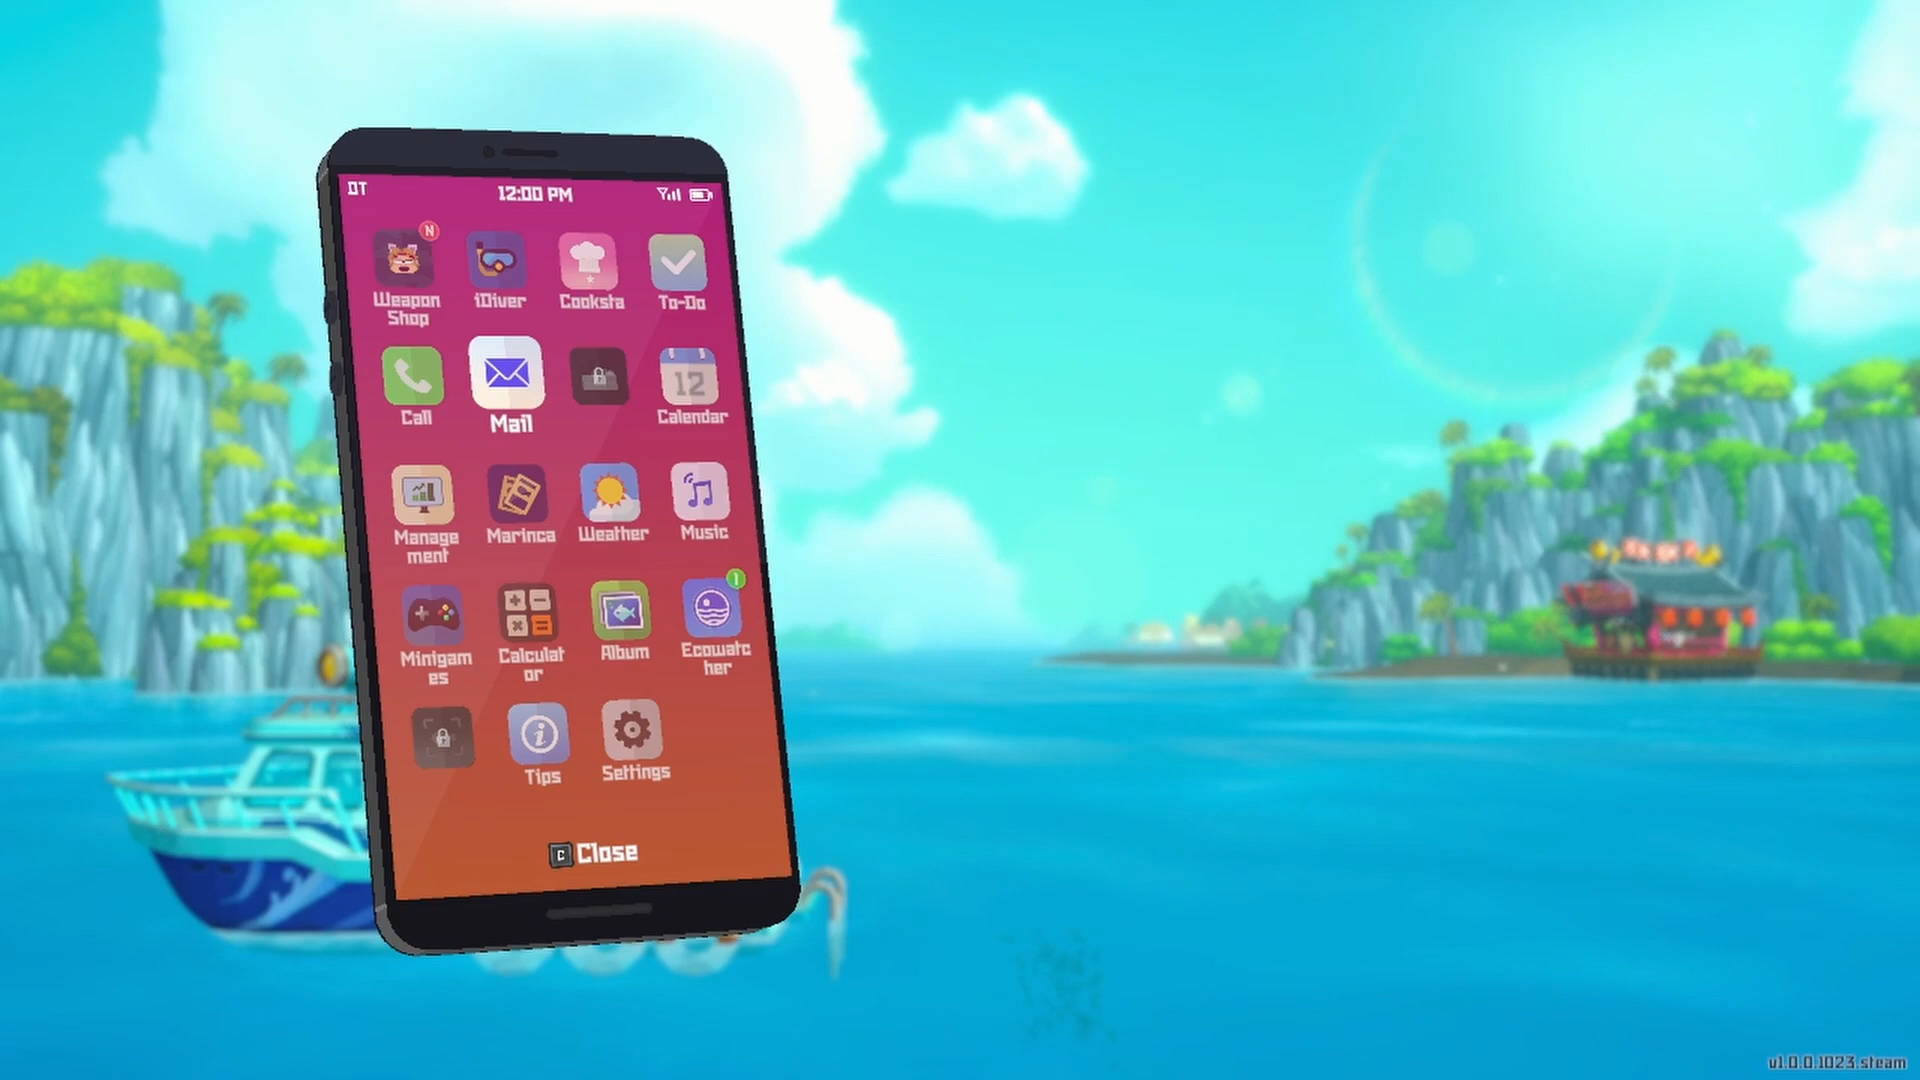 DT
12:00 PM
N
Weapon
Shop
iDiver
Cooksta
To-Do
Call
Mail
12
Calendar
Manage
ment
Marinca
Weather
Music
1
Minigam
es
Calculat
or
Album
Ecowatc
her
Tips
Settings
C Close
v1.0.0.1023.steam